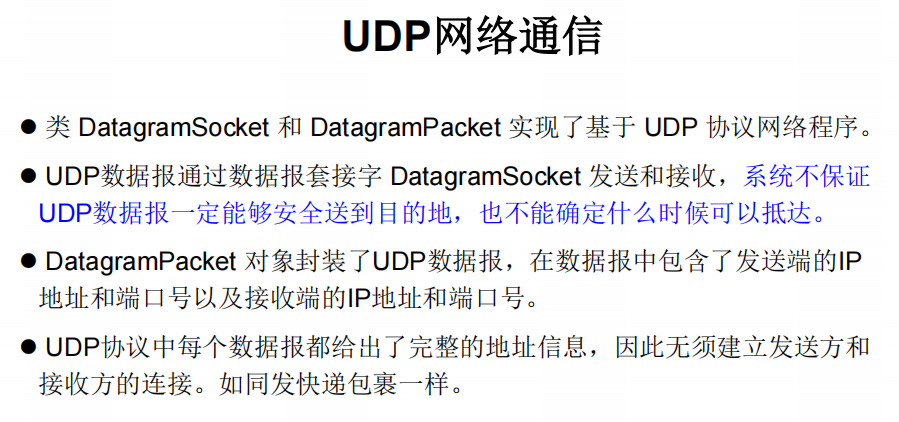 UDP网络通信
● 类 DatagramSocket 和 DatagramPacket 实现了基于 UDP 协议网络程序。
● UDP数据报通过数据报套接字 DatagramSocket 发送和接收，系统不保证
UDP数据报一定能够安全送到目的地，也不能确定什么时候可以抵达。
● DatagramPacket 对象封装了UDP数据报，在数据报中包含了发送端的IP
地址和端口号以及接收端的IP地址和端口号。
● UDP协议中每个数据报都给出了完整的地址信息，因此无须建立发送方和
接收方的连接。如同发快递包裹一样。